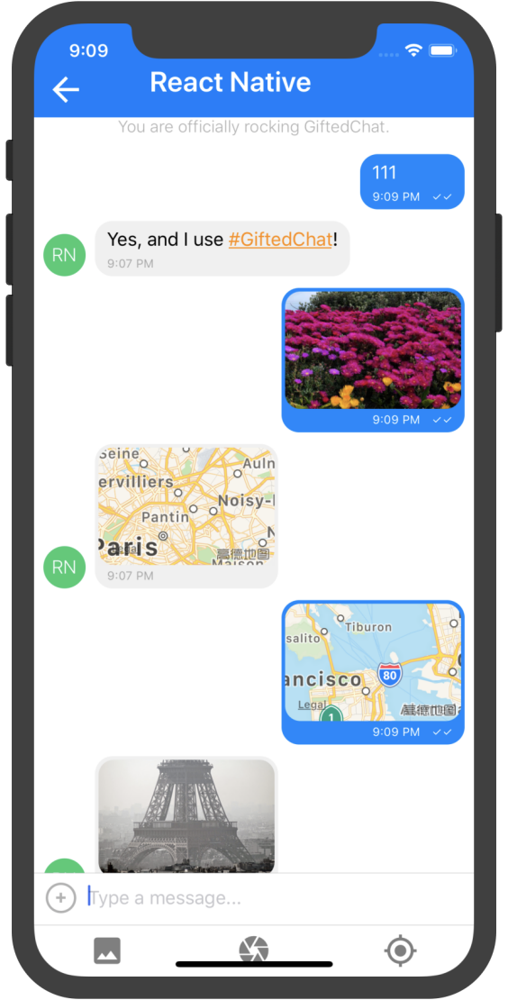 9:09
React Native
You are officially rocking GiftedChat.
111
9:09 PM
Yes, and I use #GiftedChat!
RN
9:07 PM
9:09 PM
Seine
Auln
ervilliers
Noisy-l
Pantin
Paris
Legal
高德地图
Maison
RN
9:07 PM
Tiburon
salito
80
ancisco
Legal
高德地图
1
9:09 PM
Type a message...